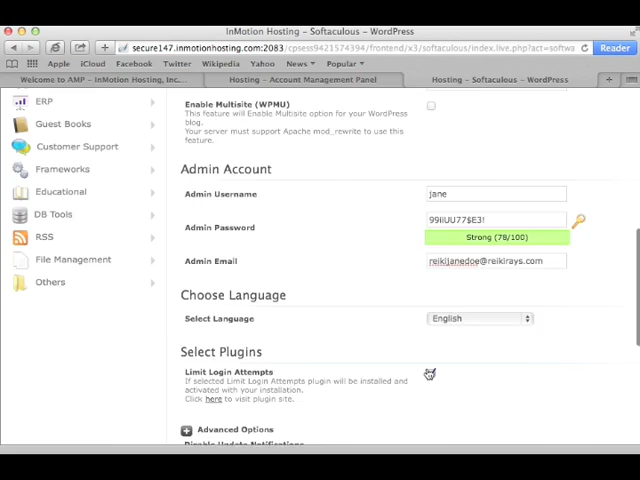 InMotion Hosting - Softaculous - WordPress
secure147.inmotionhosting.com:2083/cpsess9421574394/frontend/x3/softaculous/index.live.php?act=softwa
Reader
Apple iCloud Facebook Twitter Wikipedia Yahoo News Popular
Welcome to AMP – InMotion Hosting, Inc....
Hosting – Account Management Panel
Hosting – Softaculous – WordPress
ERP
Guest Books
Customer Support
Frameworks
Educational
DB Tools
RSS
File Management
Others
Enable Multisite (WPMU)
This feature will Enable Multisite option for your WordPress
blog.
Your server must support Apache mod_rewrite to use this
feature.
Admin Account
Admin Username
jane
Admin Password
Strong (78/100)
Admin Email
reikijanedoe@reikirays.com
Choose Language
Select Language
English
Select Plugins
Limit Login Attempts
If selected Limit Login Attempts plugin will be installed and
activated with your installation.
Click here to visit plugin site.
Advanced Options
Disable Update Notifications